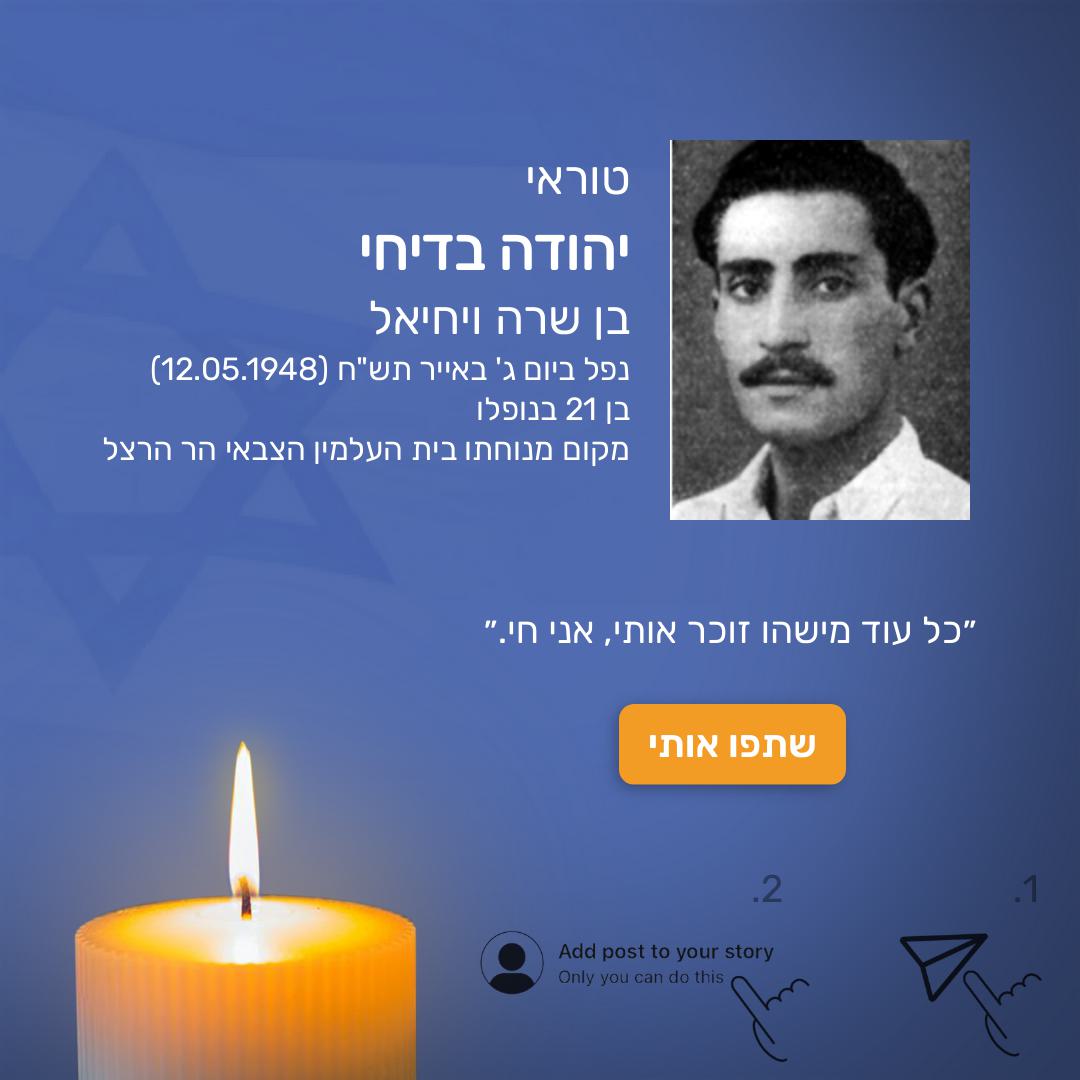 טוראי
יהודה בדיחי
בן שרה ויחיאל
נפל ביום ג' באייר תש"ח (12.05.1948)
בן 21 בנופלו
מקום מנוחתו בית העלמין הצבאי הר הרצל
״כל עוד מישהו זוכר אותי, אני חי.״
שתפו אותי
1.
2.
Add post to your story
Only you can do this